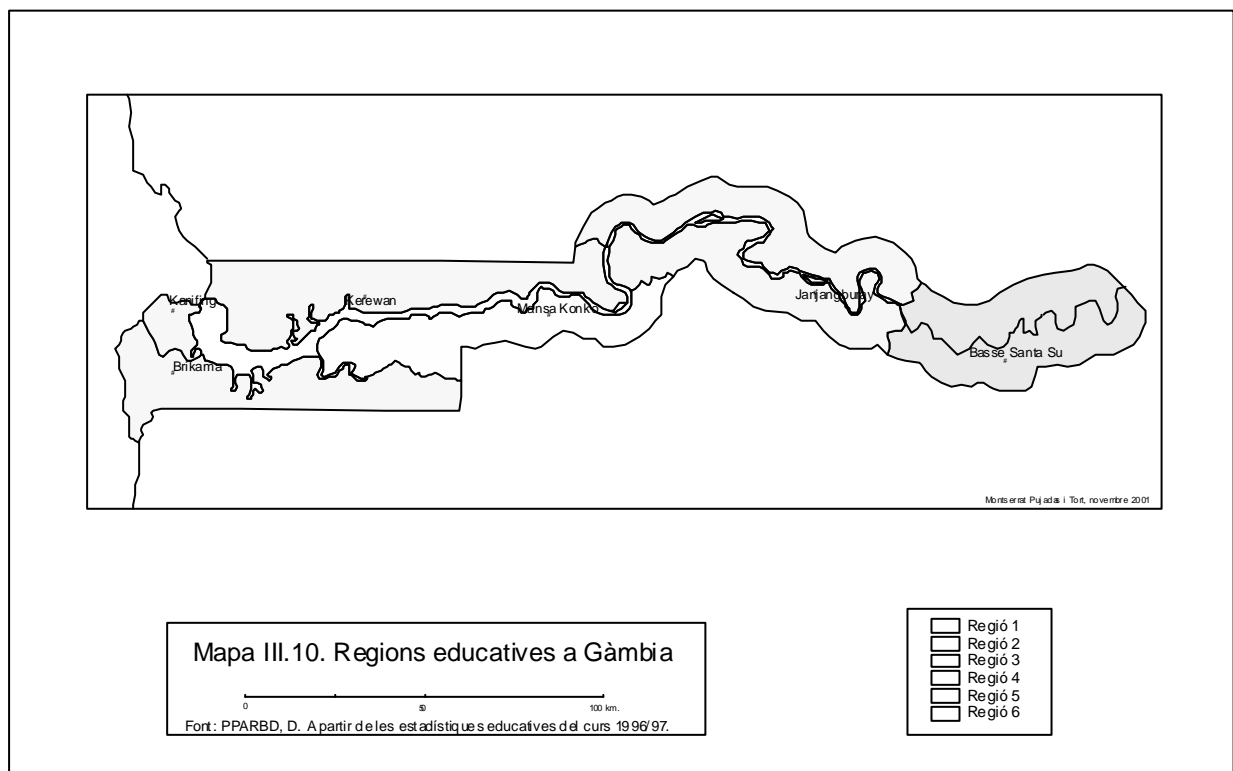 Kanifing
Kerewan
Mansa Konko
Janjangburay
Brikama
Basse Santa Su
Montserrat Pujadas i Tort, novembre 2001
Mapa III.10. Regions educatives a Gàmbia
0 50 100 km.
Font: PPARBD, D. A partir de les estadístiques educatives del curs 1996/97.
Regió 1
Regió 2
Regió 3
Regió 4
Regió 5
Regió 6